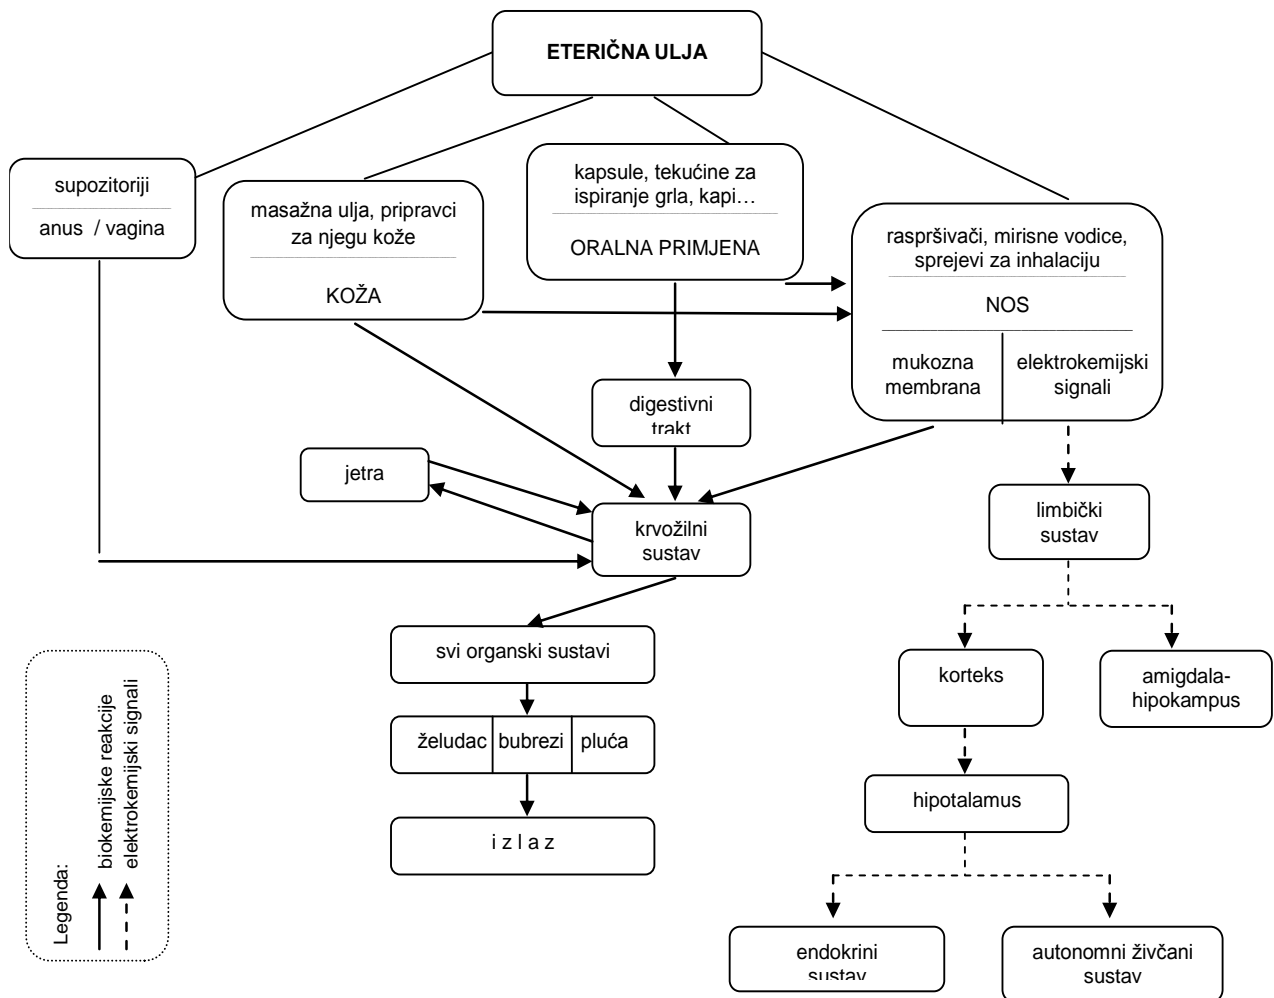 ETERIČNA ULJA
supozitoriji
anus / vagina
masažna ulja, pripravci
za njegu kože
KOŽA
kapsule, tekućine za
ispiranje grla, kapi…
ORALNA PRIMJENA
raspršivači, mirisne vodice,
sprejevi za inhalaciju
NOS
mukozna
membrana
elektrokemijski
signali
digestivni
trakt
jetra
krvožilni
sustav
limbički
sustav
svi organski sustavi
korteks
amigdala-
hipokampus
želudac
bubrezi
pluća
hipotalamus
i z l a z
endokrini
sustav
autonomni živčani
sustav
Legenda:
biokemijske reakcije
elektrokemijski signali